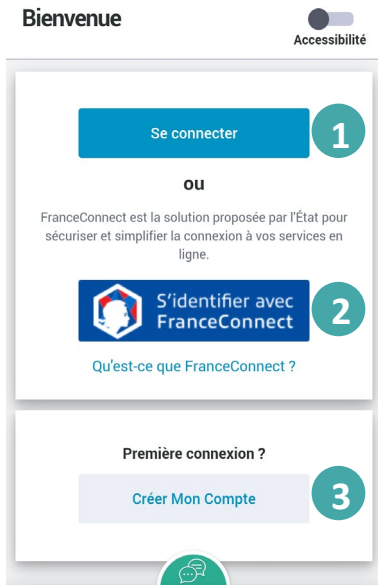 Bienvenue
Accessibilité
Se connecter
1
ou
FranceConnect est la solution proposée par l'État pour
sécuriser et simplifier la connexion à vos services en
ligne.
S'identifier avec
FranceConnect
2
Qu'est-ce que FranceConnect ?
Première connexion ?
Créer Mon Compte
3